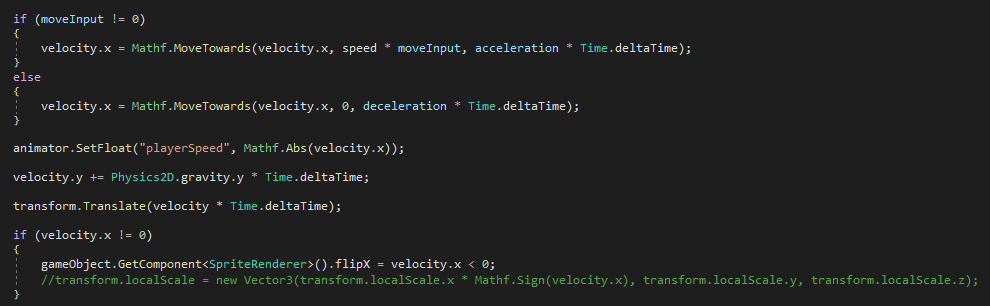 if (moveInput != 0)
{
velocity.x = Mathf.MoveTowards(velocity.x, speed * moveInput, acceleration * Time.deltaTime);
}
else
{
velocity.x = Mathf.MoveTowards(velocity.x, 0, deceleration * Time.deltaTime);
}
animator.SetFloat("playerSpeed", Mathf.Abs(velocity.x));
velocity.y += Physics2D.gravity.y * Time.deltaTime;
transform.Translate(velocity * Time.deltaTime);
if (velocity.x != 0)
{
gameObject.GetComponent<SpriteRenderer>().flipX = velocity.x < 0;
//transform.localScale = new Vector3(transform.localScale.x * Mathf.Sign(velocity.x), transform.localScale.y, transform.localScale.z);
}